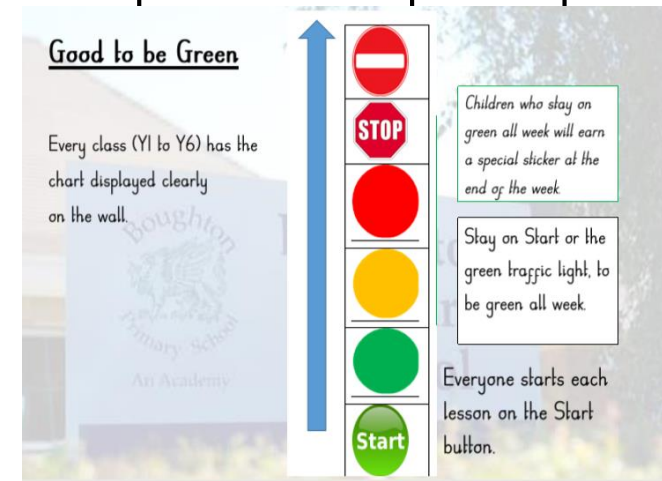 Good to be Green
Every class (Y1 to Y6) has the
chart displayed clearly
on the wall.
Boughton
Primary School
An Academy
STOP
Start
Children who stay on
green all week will earn
a special sticker at the
end of the week.
Stay on Start or the
green traffic light, to
be green all week.
Everyone starts each
lesson on the Start
button.